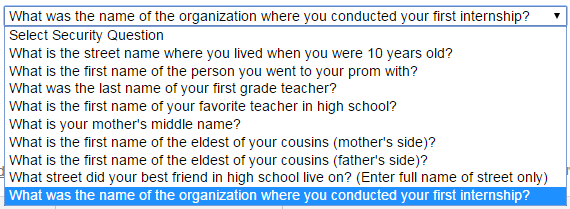 What was the name of the organization where you conducted your first internship?
Select Security Question
What is the street name where you lived when you were 10 years old?
What is the first name of the person you went to your prom with?
What was the last name of your first grade teacher?
What is the first name of your favorite teacher in high school?
What is your mother's middle name?
What is the first name of the eldest of your cousins (mother's side)?
What is the first name of the eldest of your cousins (father's side)?
What street did your best friend in high school live on? (Enter full name of street only)
What was the name of the organization where you conducted your first internship?